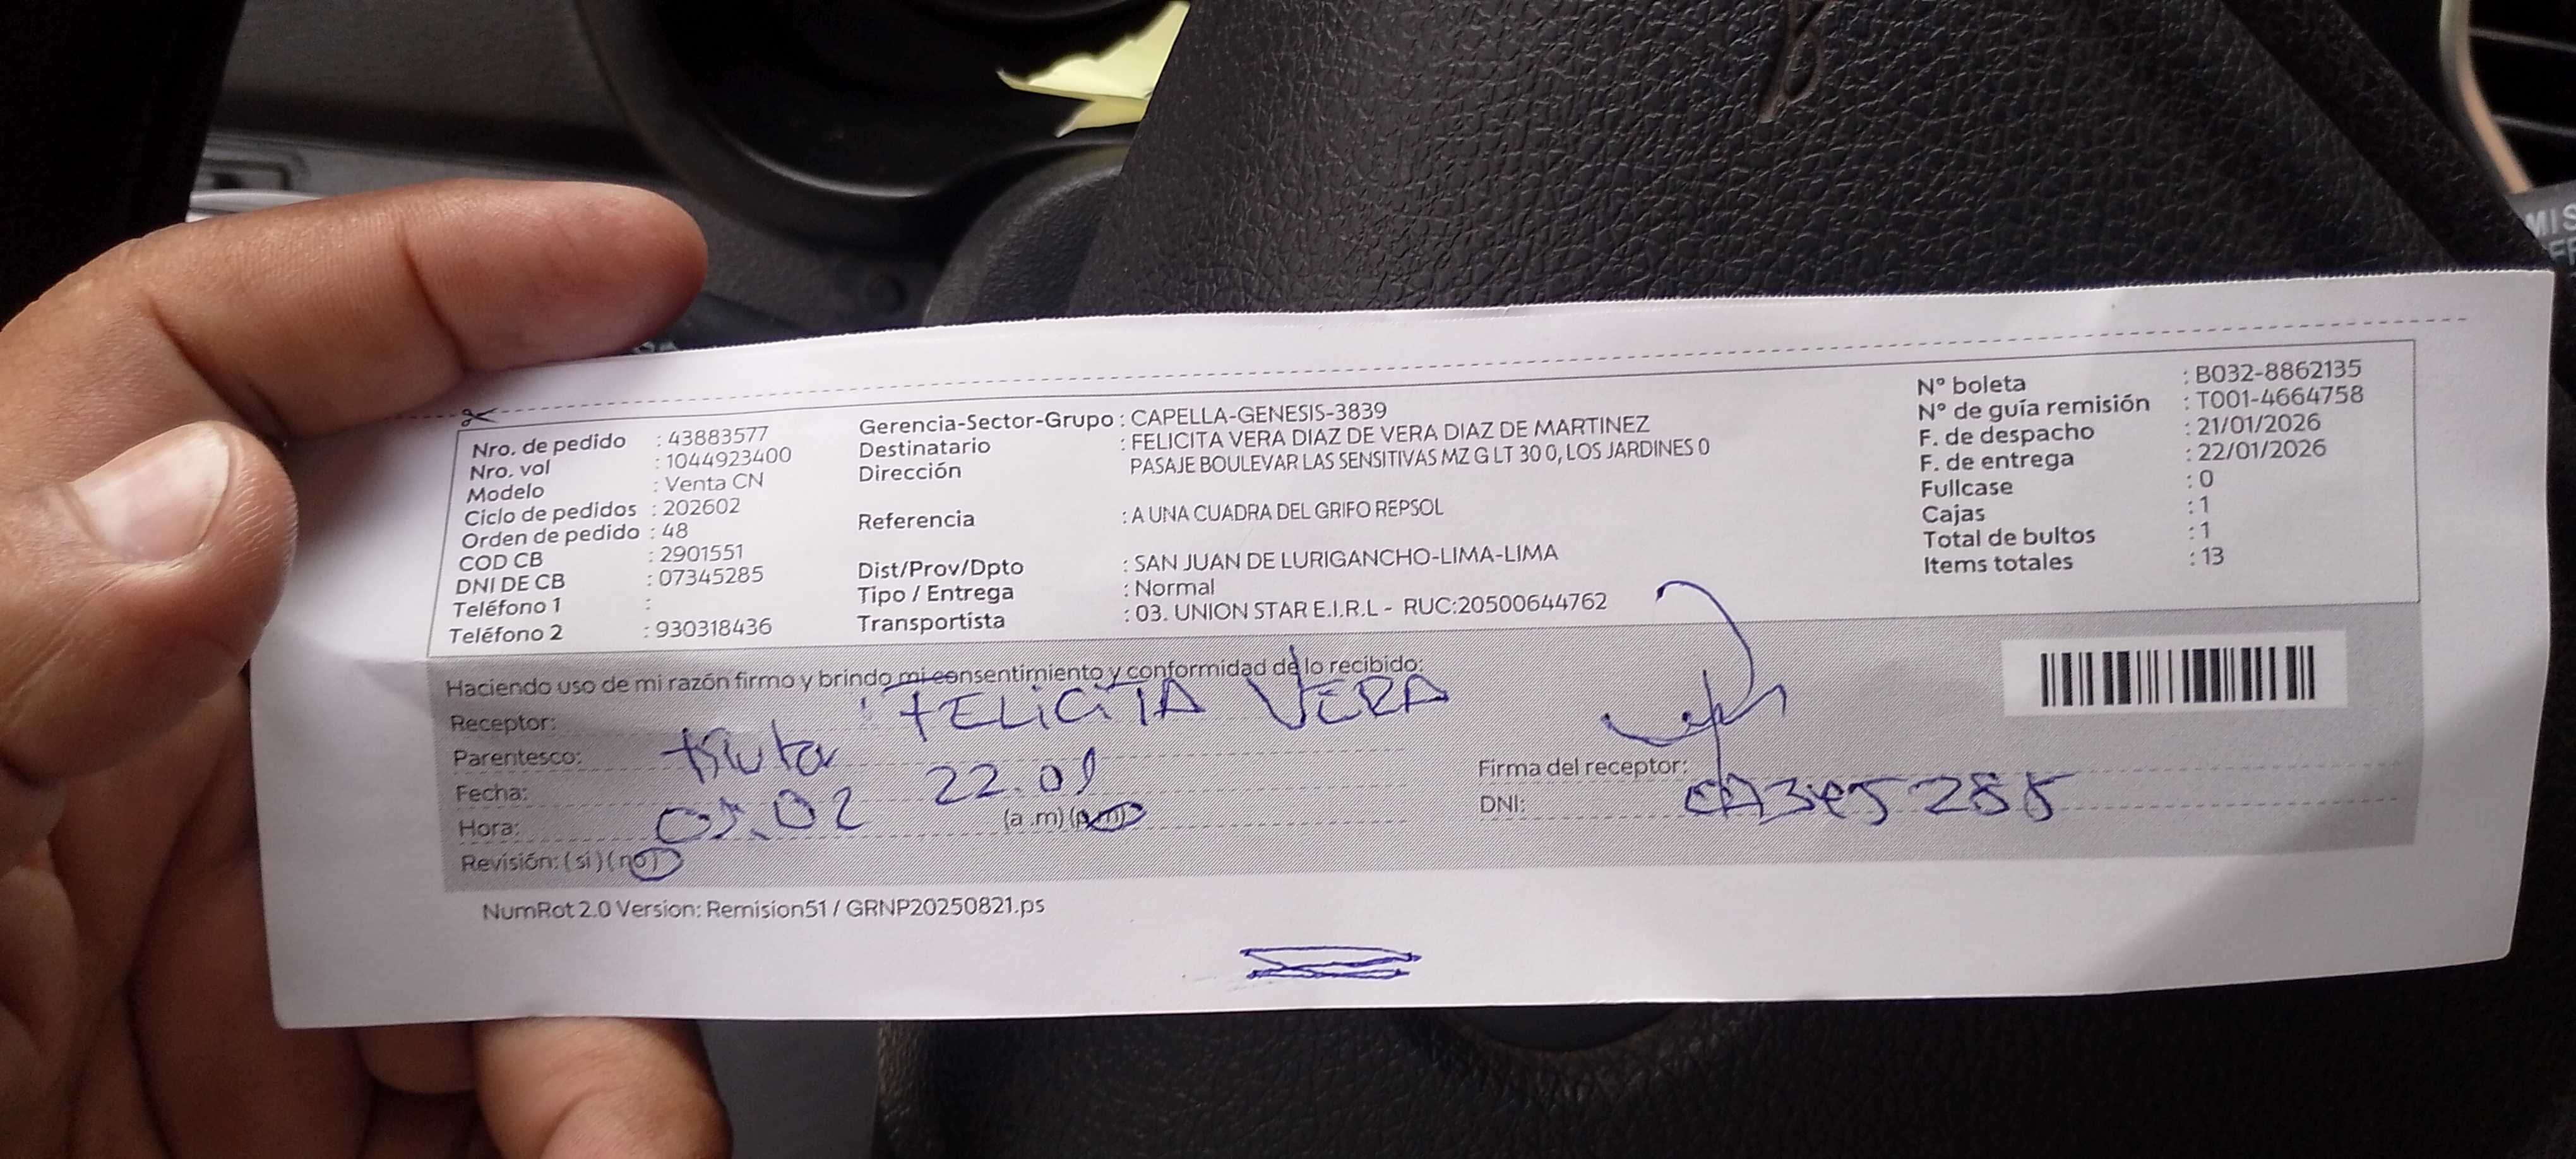 Nro. de pedido : 43883577
Nro. vol : 1044923400
Modelo : Venta CN
Ciclo de pedidos : 202602
Orden de pedido : 48
COD CB : 2901551
DNI DE CB : 07345285
Teléfono 1 :
Teléfono 2 : 930318436
Gerencia-Sector-Grupo : CAPELLA-GENESIS-3839
Destinatario : FELICITA VERA DIAZ DE VERA DIAZ DE MARTINEZ
Dirección PASAJE BOULEVAR LAS SENSITIVAS MZ G LT 30 0, LOS JARDINES 0
Referencia : A UNA CUADRA DEL GRIFO REPSOL
Dist/Prov/Dpto : SAN JUAN DE LURIGANCHO-LIMA-LIMA
Tipo / Entrega : Normal
Transportista : 03. UNION STAR E.I.R.L - RUC:20500644762
N° boleta : B032-8862135
N° de guía remisión : T001-4664758
F. de despacho : 21/01/2026
F. de entrega : 22/01/2026
Fullcase : 0
Cajas : 1
Total de bultos : 1
Items totales : 13
Haciendo uso de mi razón firmo y brindo mi consentimiento y conformidad de lo recibido:
Receptor: FELICITA VERA
Parentesco:
Fecha: 22.01
Hora: 02 (a.m) (p.m)
Revisión: (si) (no)
Firma del receptor:
DNI:
NumRot 2.0 Version: Remision51 / GRNP20250821.ps